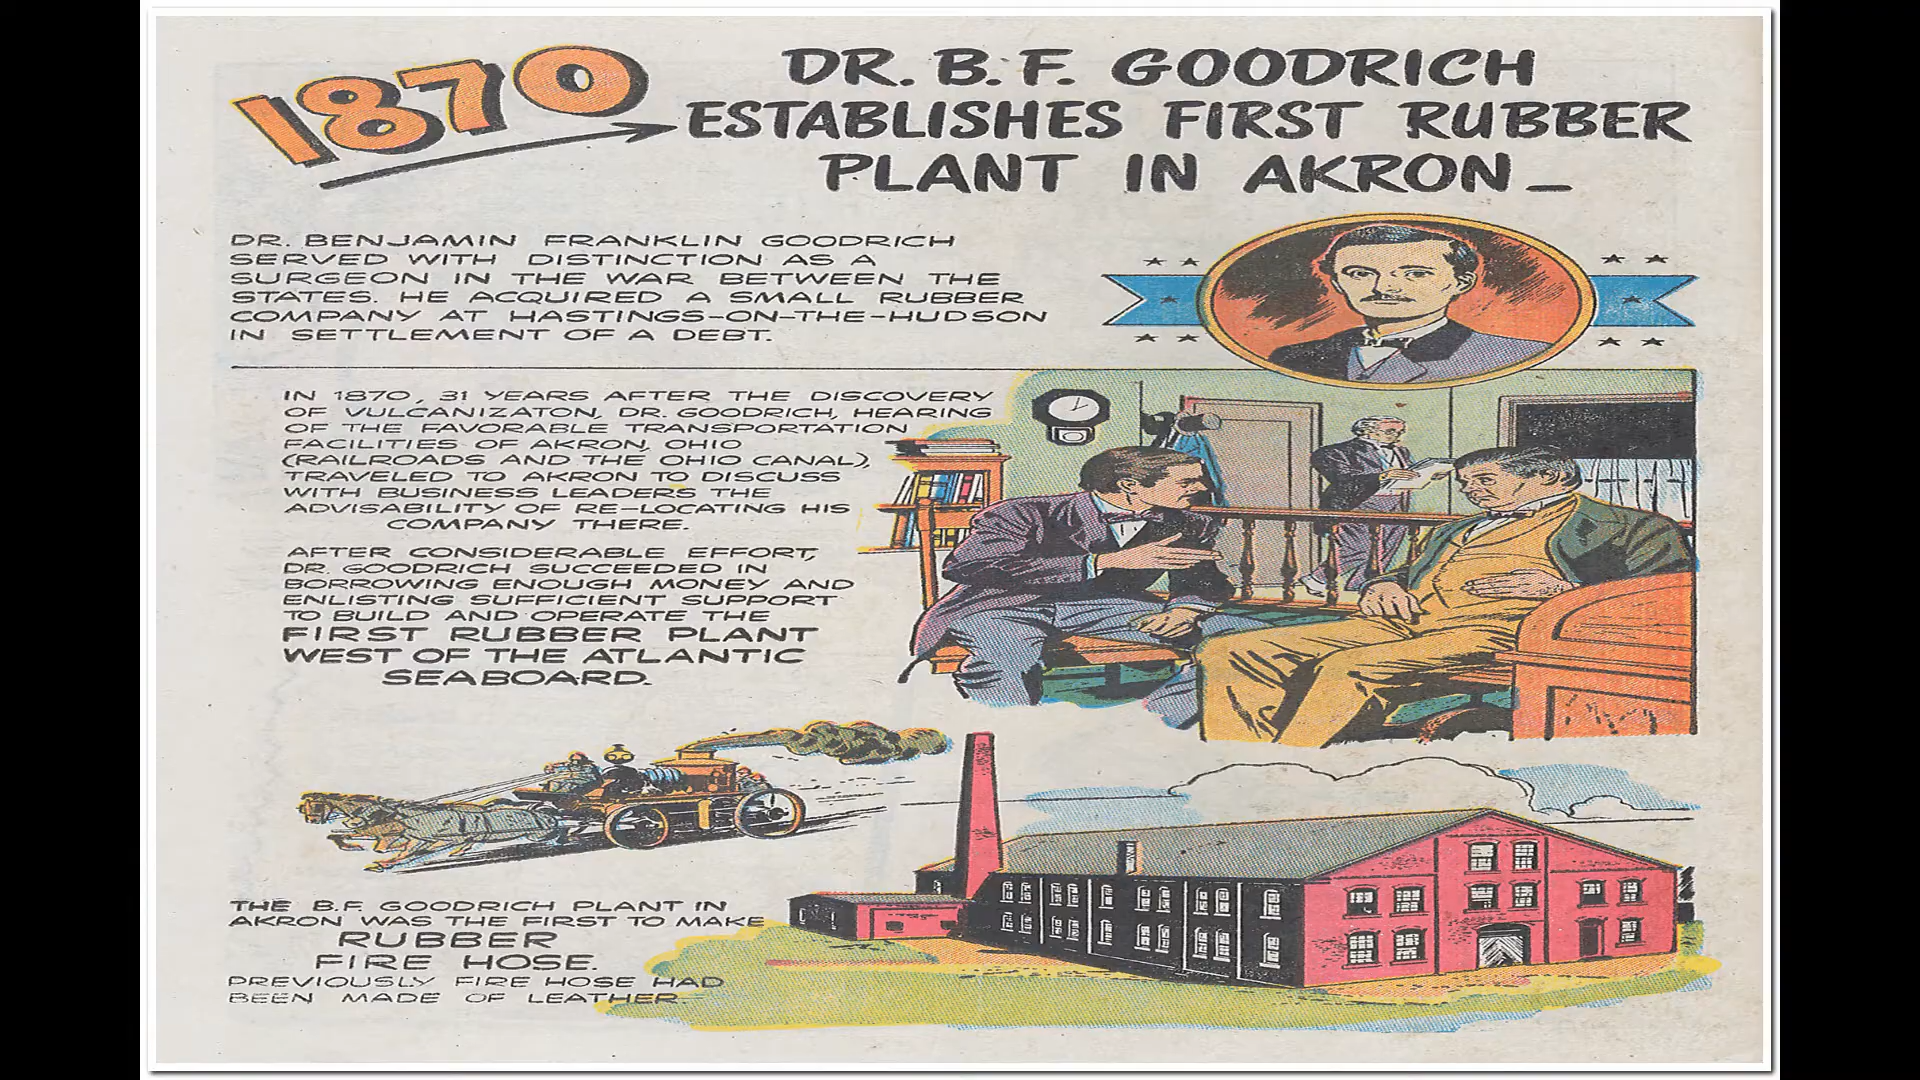 1870
DR. B. F. GOODRICH
ESTABLISHES FIRST RUBBER
PLANT IN AKRON_
DR. BENJAMIN FRANKLIN GOODRICH
SERVED WITH DISTINCTION AS A
SURGEON IN THE WAR BETWEEN THE
STATES. HE ACQUIRED A SMALL RUBBER
COMPANY AT HASTINGS-ON-THE-HUDSON
IN SETTLEMENT OF A DEBT.
IN 1870, 31 YEARS AFTER THE DISCOVERY
OF VULCANIZATON, DR. GOODRICH, HEARING
OF THE FAVORABLE TRANSPORTATION
FACILITIES OF AKRON, OHIO
(RAILROADS AND THE OHIO CANAL),
TRAVELED TO AKRON TO DISCUSS
WITH BUSINESS LEADERS THE
ADVISABILITY OF RE-LOCATING HIS
COMPANY THERE.
AFTER CONSIDERABLE EFFORT,
DR. GOODRICH SUCCEEDED IN
BORROWING ENOUGH MONEY AND
ENLISTING SUFFICIENT SUPPORT
TO BUILD AND OPERATE THE
FIRST RUBBER PLANT
WEST OF THE ATLANTIC
SEABOARD.
THE B.F. GOODRICH PLANT IN
AKRON WAS THE FIRST TO MAKE
RUBBER
FIRE HOSE.
PREVIOUSLY FIRE HOSE HAD
BEEN MADE OF LEATHER.